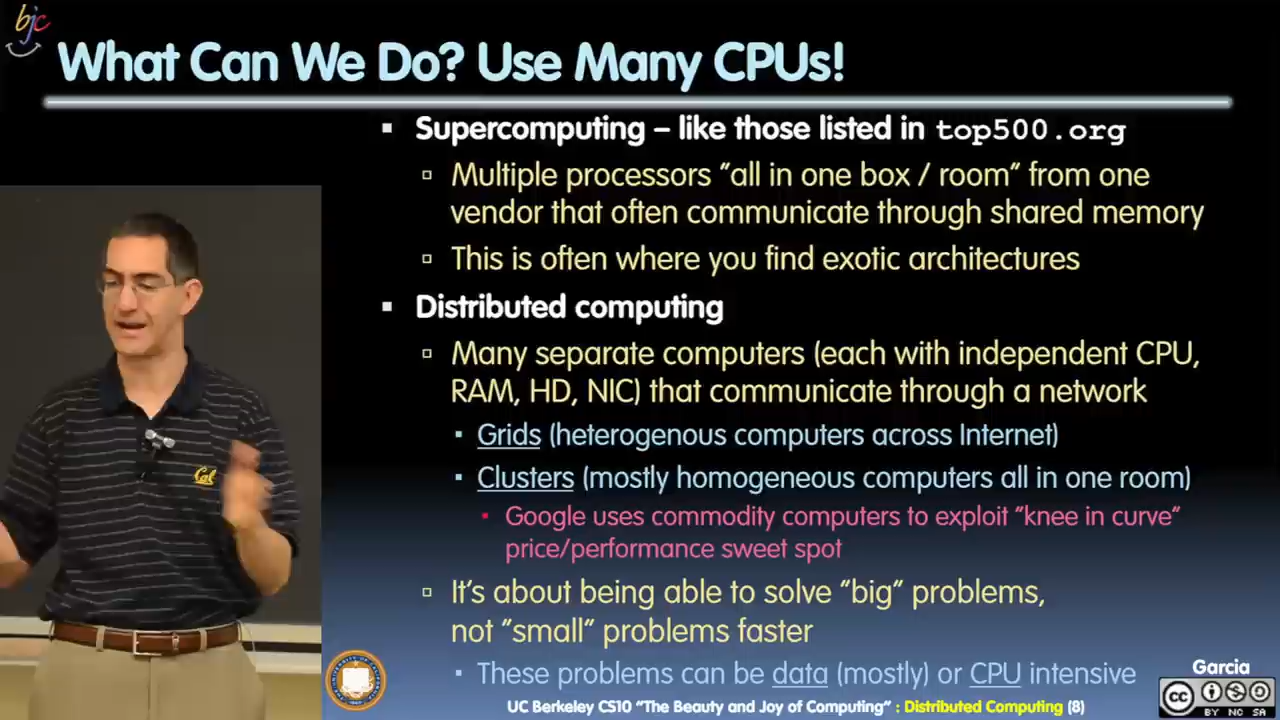 bjc
What Can We Do? Use Many CPUs!
▪ Supercomputing – like those listed in top500.org
▫ Multiple processors "all in one box / room" from one
vendor that often communicate through shared memory
▫ This is often where you find exotic architectures
▪ Distributed computing
▫ Many separate computers (each with independent CPU,
RAM, HD, NIC) that communicate through a network
▪ Grids (heterogenous computers across Internet)
▪ Clusters (mostly homogeneous computers all in one room)
▪ Google uses commodity computers to exploit "knee in curve"
price/performance sweet spot
▫ It's about being able to solve "big" problems,
not "small" problems faster
▪ These problems can be data (mostly) or CPU intensive
Cal
Garcia
UC Berkeley CS10 "The Beauty and Joy of Computing" : Distributed Computing (8)
cc
BY NC SA